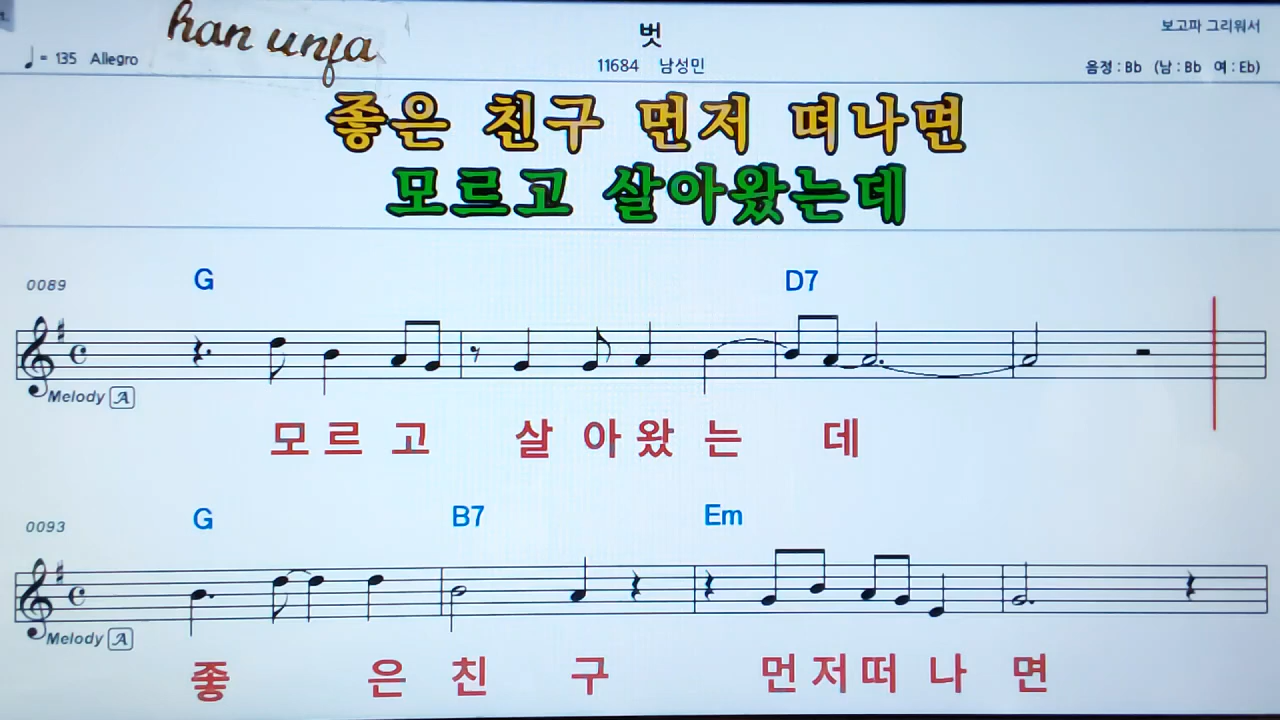 han unja
벗
보고파 그리워서
♩= 135 Allegro
11684 남성민
음정 : Bb (남 : Bb 여 : Eb)
좋은 친구 먼저 떠나면
모르고 살아왔는데
0089
G D7
Melody A
모 르 고 살 아 왔 는 데
0093
G B7 Em
Melody A
좋 은 친 구 먼 저 떠 나 면